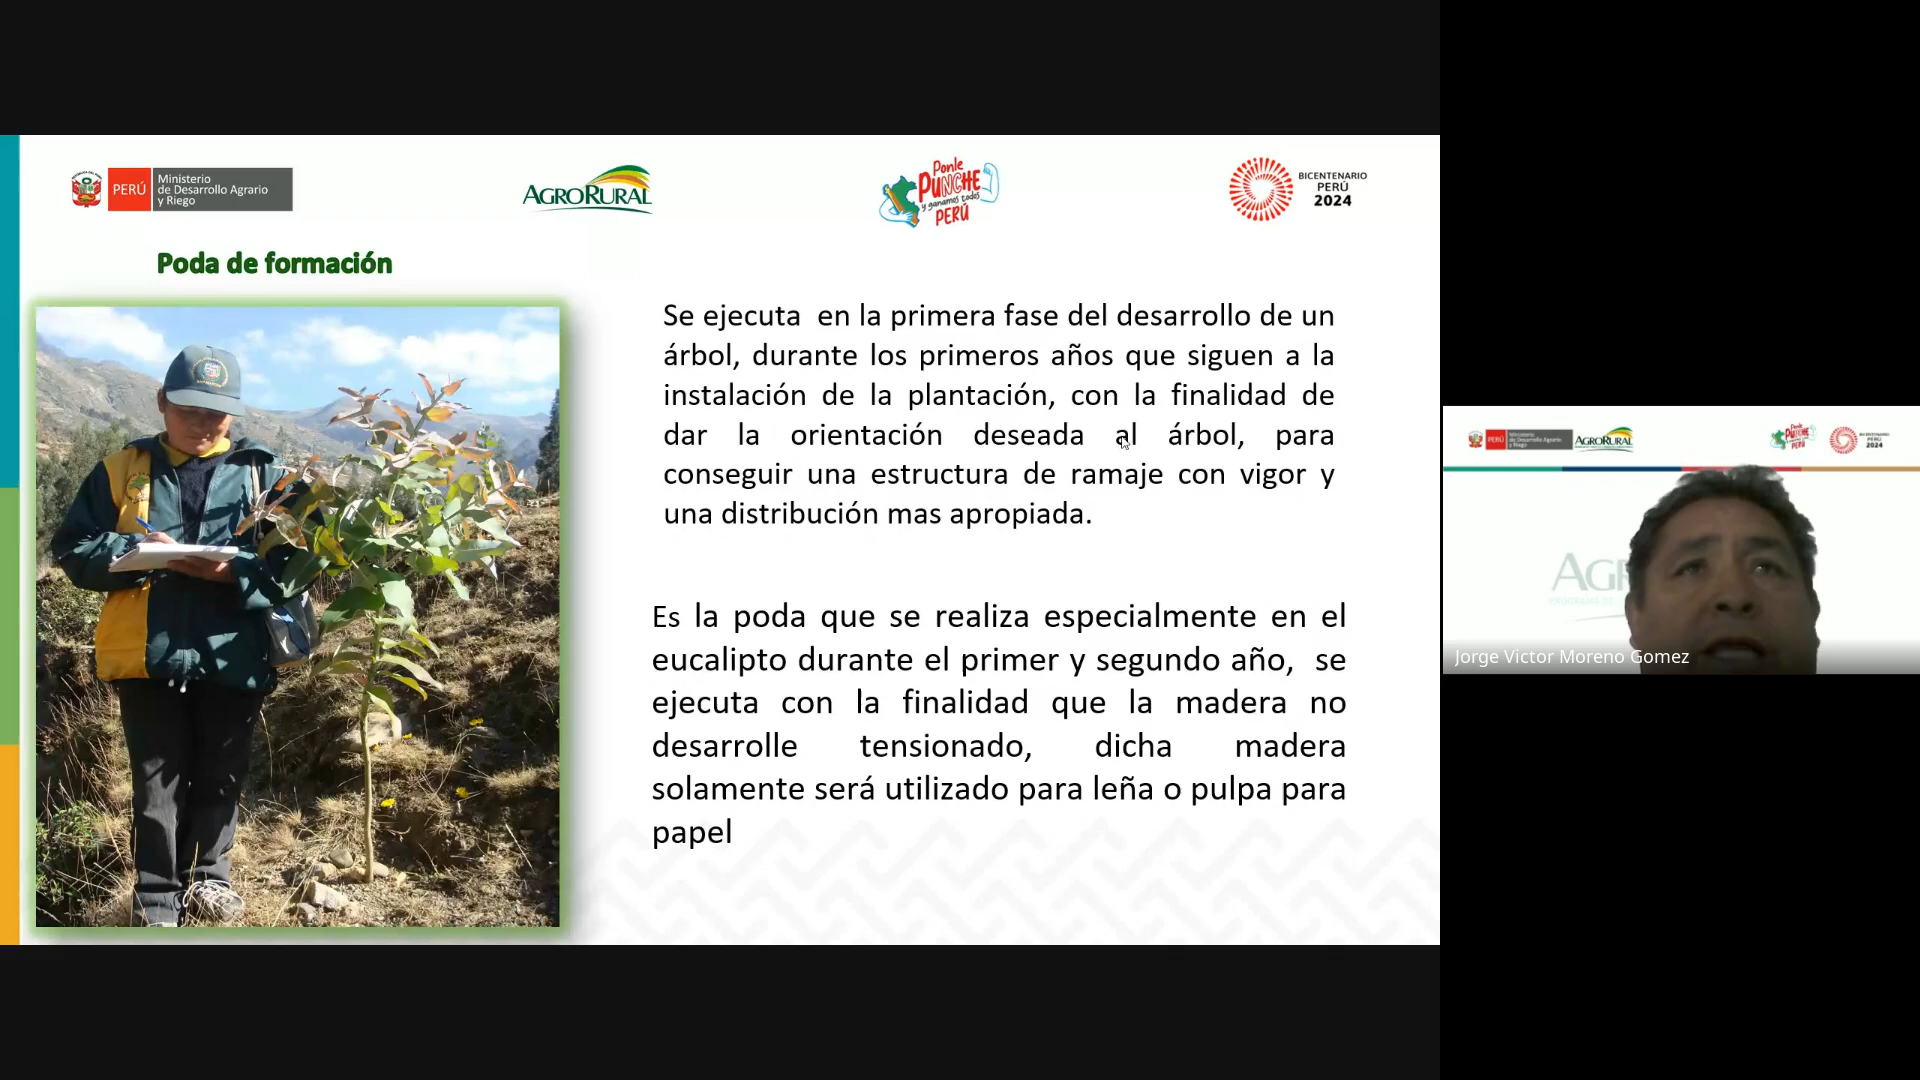 PERÚ
Ministerio
de Desarrollo Agrario
y Riego
AGRORURAL
Ponle
PUNCHE
y ganamos todos
PERÚ
BICENTENARIO
PERÚ
2024
Poda de formación
Se ejecuta en la primera fase del desarrollo de un
árbol, durante los primeros años que siguen a la
instalación de la plantación, con la finalidad de
dar la orientación deseada al árbol, para
conseguir una estructura de ramaje con vigor y
una distribución mas apropiada.
Es la poda que se realiza especialmente en el
eucalipto durante el primer y segundo año, se
ejecuta con la finalidad que la madera no
desarrolle tensionado, dicha madera
solamente será utilizado para leña o pulpa para
papel
PERÚ
AGRORURAL
2024
Jorge Victor Moreno Gomez